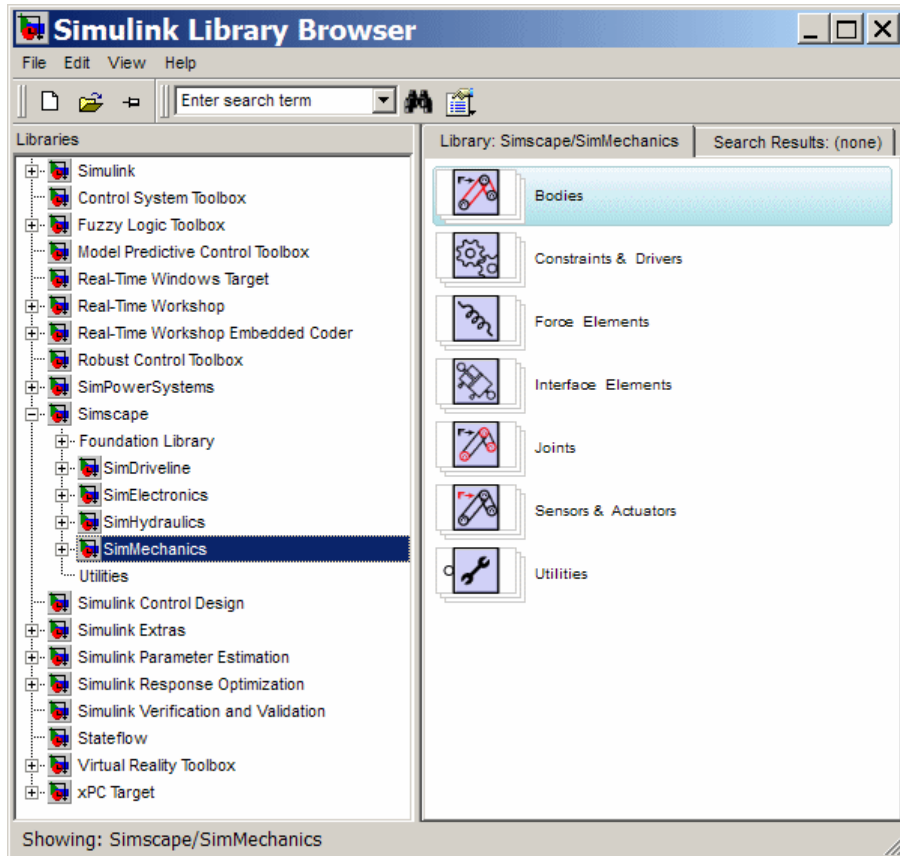 Simulink Library Browser
File Edit View Help
Enter search term
Libraries
Simulink
Control System Toolbox
Fuzzy Logic Toolbox
Model Predictive Control Toolbox
Real-Time Windows Target
Real-Time Workshop
Real-Time Workshop Embedded Coder
Robust Control Toolbox
SimPowerSystems
Simscape
Foundation Library
SimDriveline
SimElectronics
SimHydraulics
SimMechanics
Utilities
Simulink Control Design
Simulink Extras
Simulink Parameter Estimation
Simulink Response Optimization
Simulink Verification and Validation
Stateflow
Virtual Reality Toolbox
xPC Target
Library: Simscape/SimMechanics
Search Results: (none)
Bodies
Constraints & Drivers
Force Elements
Interface Elements
Joints
Sensors & Actuators
Utilities
Showing: Simscape/SimMechanics